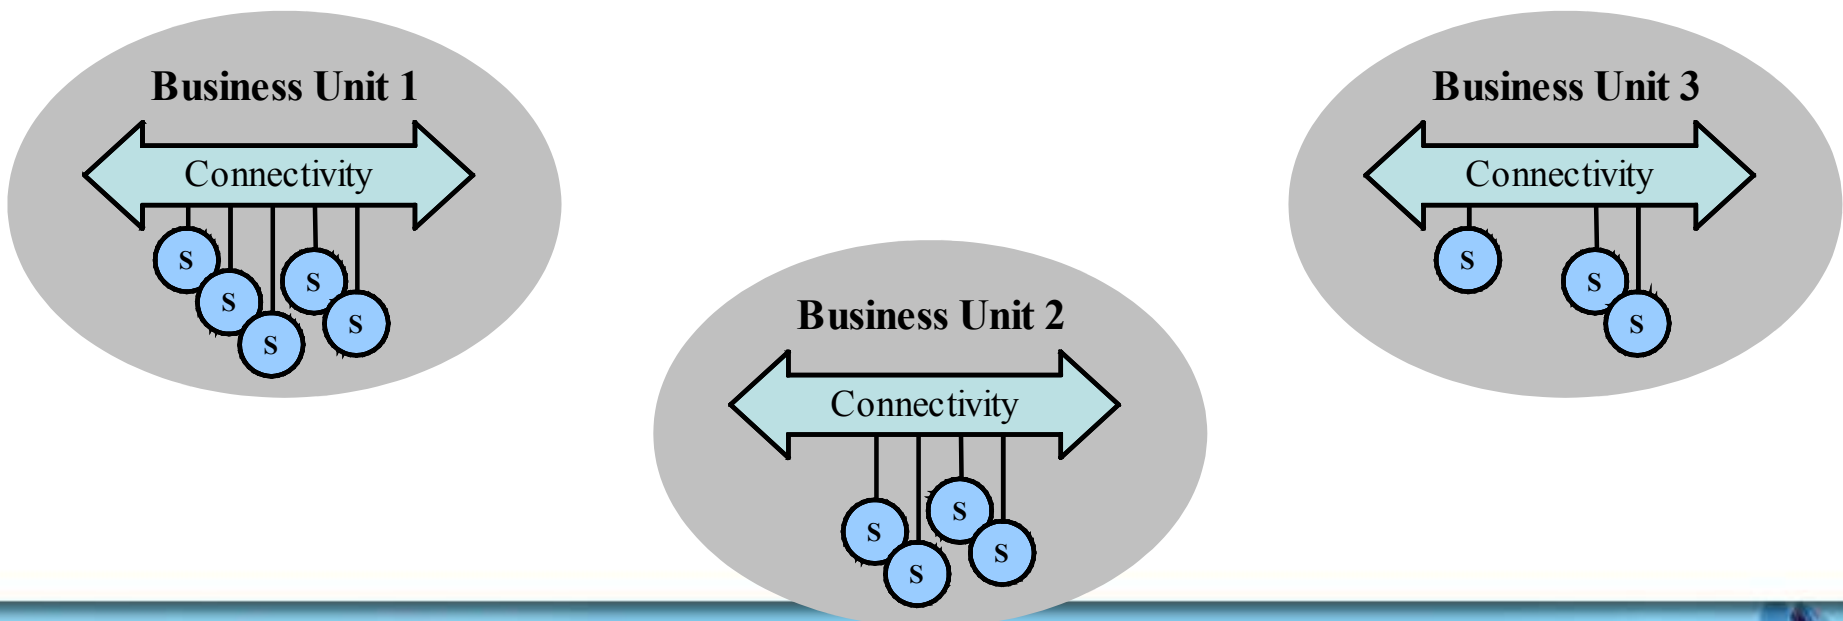 Business Unit 1
Connectivity
S
S
S
S
S
Business Unit 2
Connectivity
S
S
S
S
Business Unit 3
Connectivity
S
S
S